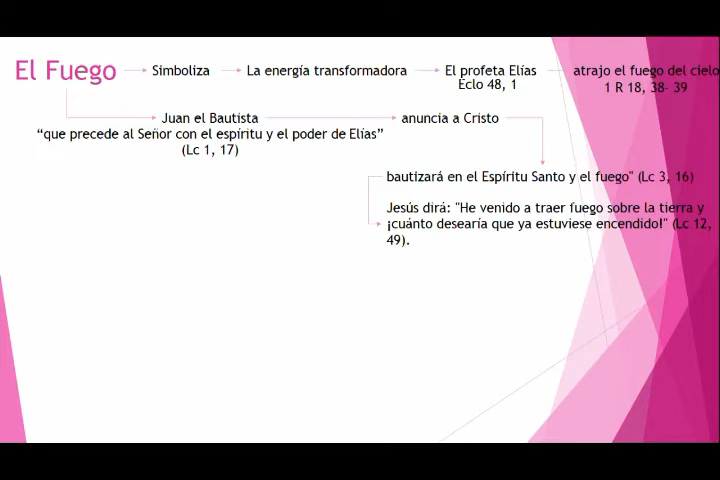 El Fuego Simboliza La energía transformadora El profeta Elías atrajo el fuego del cielo
Eclo 48, 1 1 R 18, 38- 39
Juan el Bautista anuncia a Cristo
“que precede al Señor con el espíritu y el poder de Elías”
(Lc 1, 17)
bautizará en el Espíritu Santo y el fuego" (Lc 3, 16)
Jesús dirá: "He venido a traer fuego sobre la tierra y
¡cuánto desearía que ya estuviese encendido!" (Lc 12,
49).